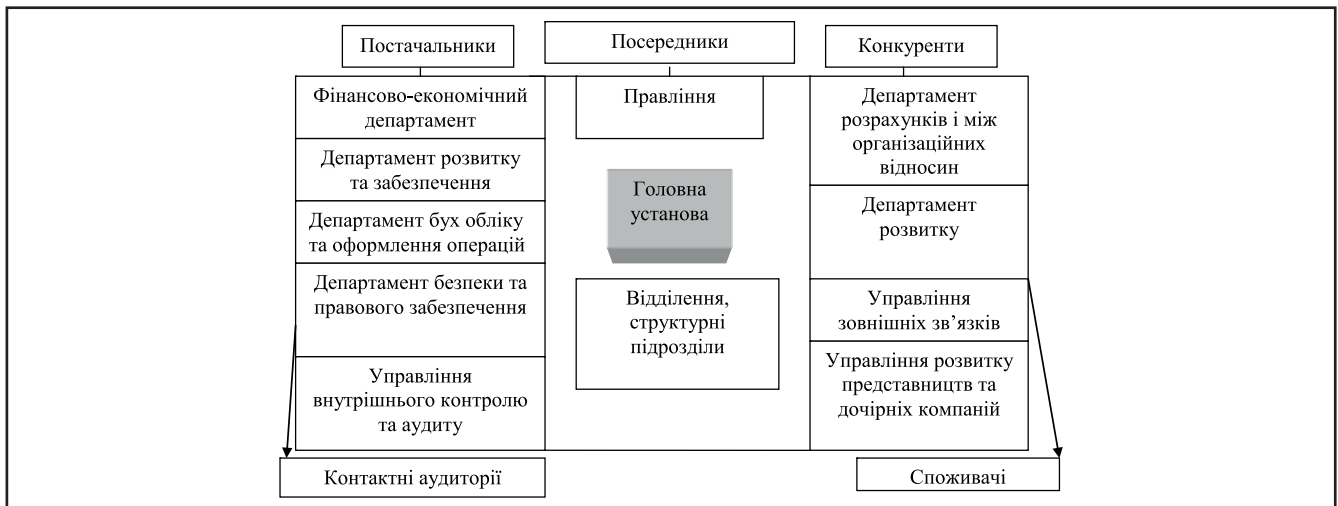 Постачальники
Посередники
Конкуренти
Фінансово-економічний
департамент
Департамент розвитку
та забезпечення
Департамент бух обліку
та оформлення операцій
Департамент безпеки та
правового забезпечення
Управління
внутрішнього контролю
та аудиту
Правління
Головна
установа
Відділення,
структурні
підрозділи
Департамент
розрахунків і між
організаційних
відносин
Департамент
розвитку
Управління
зовнішніх зв’язків
Управління розвитку
представництв та
дочірніх компаній
Контактні аудиторії
Споживачі